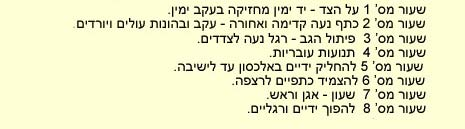 שעור מס' 1 על הצד - יד ימין מחזיקה בעקב ימין.
שעור מס' 2 כתף נעה קדימה ואחורה - עקב ובהונות עולים ויורדים.
שעור מס' 3 פיתול הגב - רגל נעה לצדדים.
שעור מס' 4 תנועות עובריות.
שעור מס' 5 להחליק ידיים באלכסון עד לישיבה.
שעור מס' 6 להצמיד כתפיים לרצפה.
שעור מס' 7 שעון - אגן וראש.
שעור מס' 8 להפוך ידיים ורגליים.